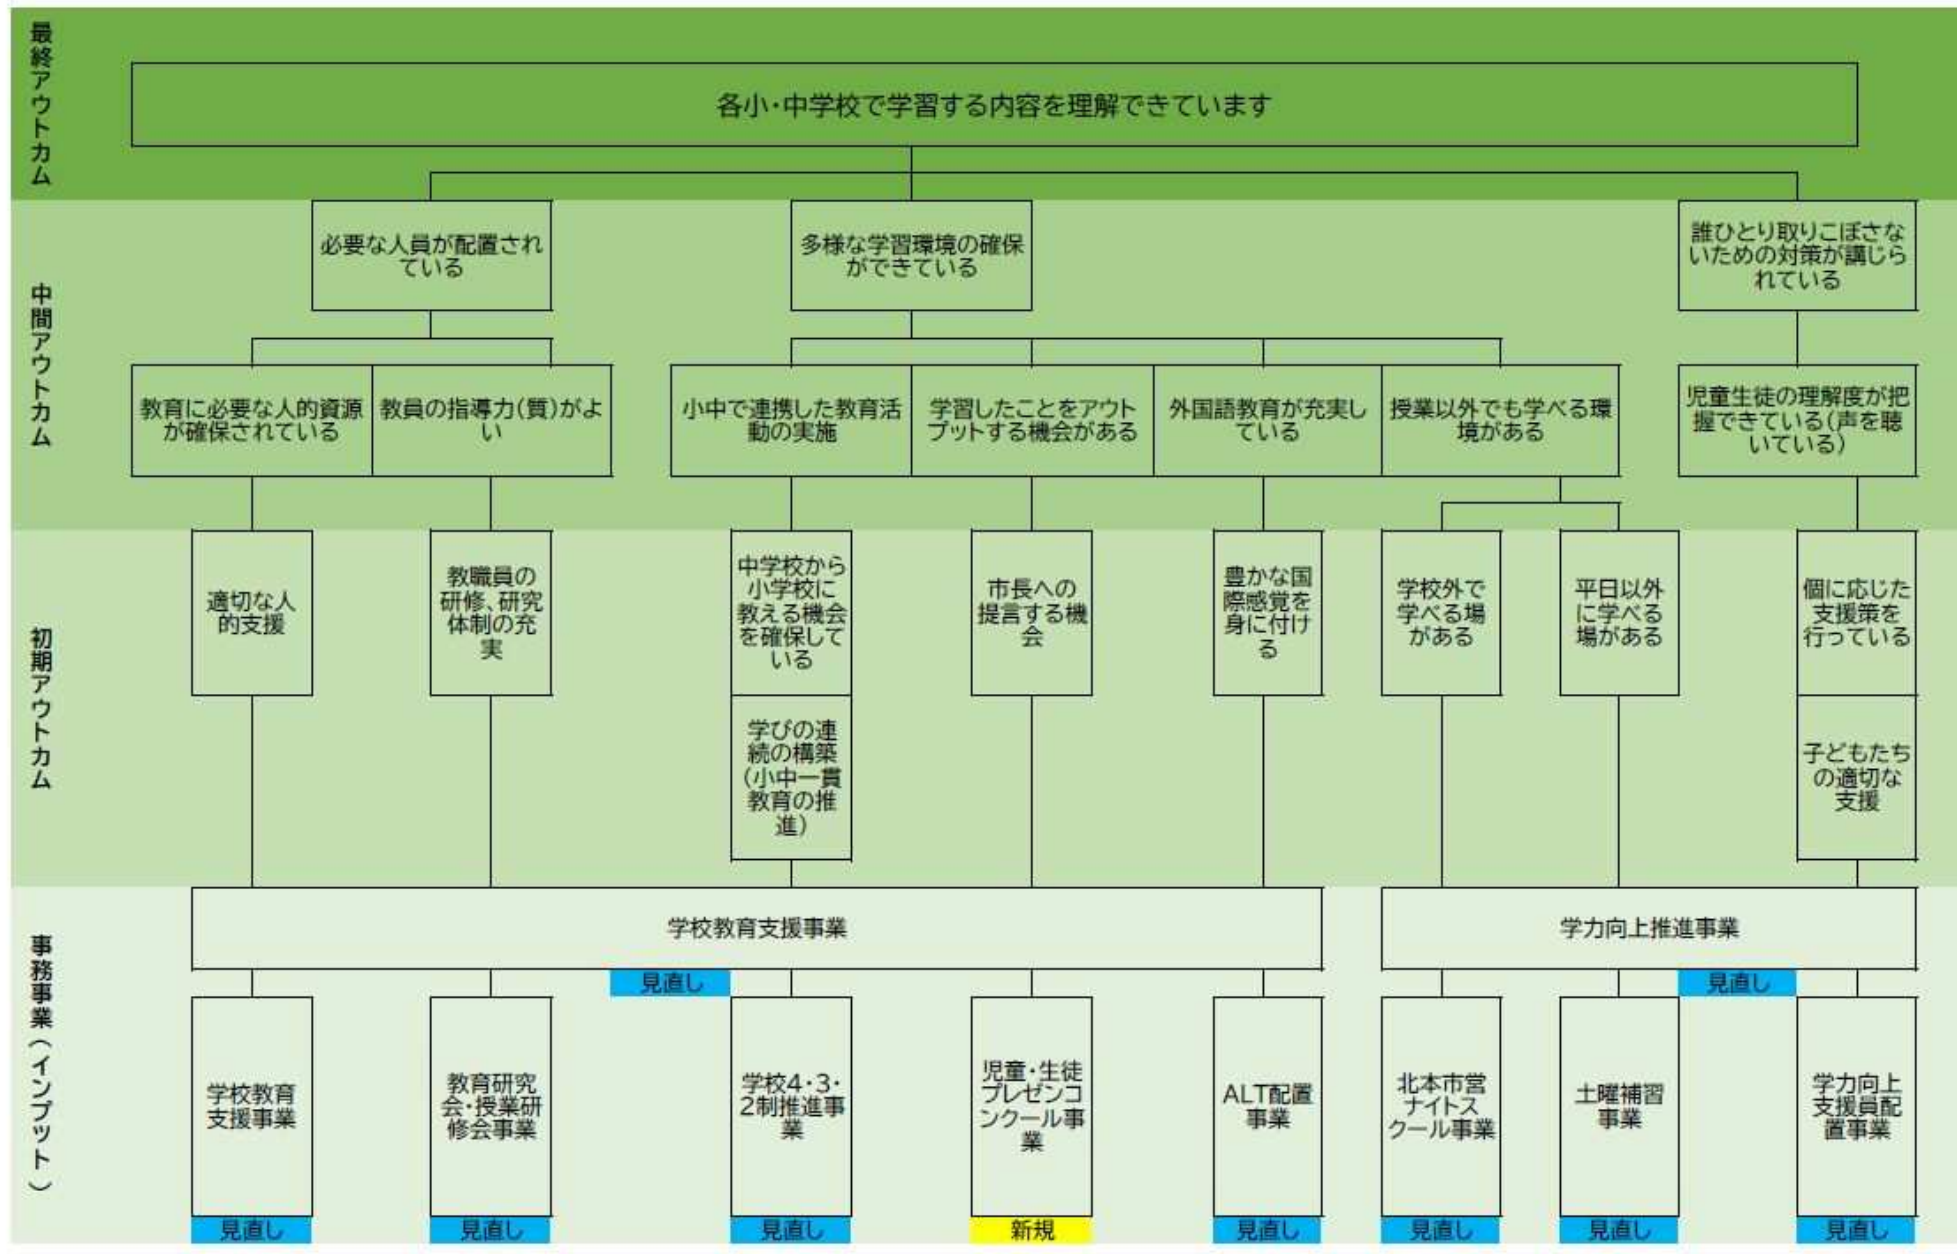 最終アウトカム
各小・中学校で学習する内容を理解できています
中間アウトカム
必要な人員が配置され
ている
多様な学習環境の確保
ができている
誰ひとり取りこぼさな
いための対策が講じら
れている
教育に必要な人的資源
が確保されている
教員の指導力(質)がよ
い
小中で連携した教育活
動の実施
学習したことをアウト
プットする機会がある
外国語教育が充実し
ている
授業以外でも学べる環
境がある
児童生徒の理解度が把
握できている(声を聴
いている)
初期アウトカム
適切な人
的支援
教職員の
研修、研究
体制の充
実
中学校から
小学校に
教える機会
を確保して
いる
市長への
提言する機
会
豊かな国
際感覚を
身に付け
る
学校外で
学べる場
がある
平日以外
に学べる
場がある
個に応じた
支援策を
行っている
学びの連
続の構築
(小中一貫
教育の推
進)
子どもたち
の適切な
支援
事務事業(インプット)
学校教育支援事業
学力向上推進事業
見直し
見直し
学校教育
支援事業
教育研究
会・授業研
修会事業
学校4・3・
2制推進事
業
児童・生徒
プレゼンコ
ンクール事
業
ALT配置
事業
北本市営
ナイトス
クール事業
土曜補習
事業
学力向上
支援員配
置事業
見直し
見直し
見直し
新規
見直し
見直し
見直し
見直し